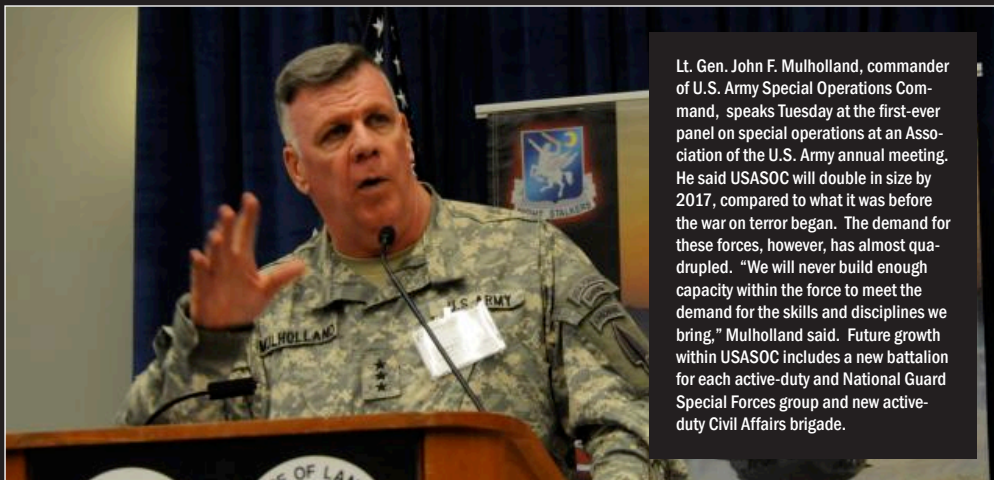 Lt. Gen. John F. Mulholland, commander
of U.S. Army Special Operations Com-
mand, speaks Tuesday at the first-ever
panel on special operations at an Asso-
ciation of the U.S. Army annual meeting.
He said USASOC will double in size by
2017, compared to what it was before
the war on terror began. The demand for
these forces, however, has almost qua-
drupled. “We will never build enough
capacity within the force to meet the
demand for the skills and disciplines we
bring,” Mulholland said. Future growth
within USASOC includes a new battalion
for each active-duty and National Guard
Special Forces group and new active-
duty Civil Affairs brigade.
STALKERS
U.S. ARMY
MULHOLLAND
OF LAN